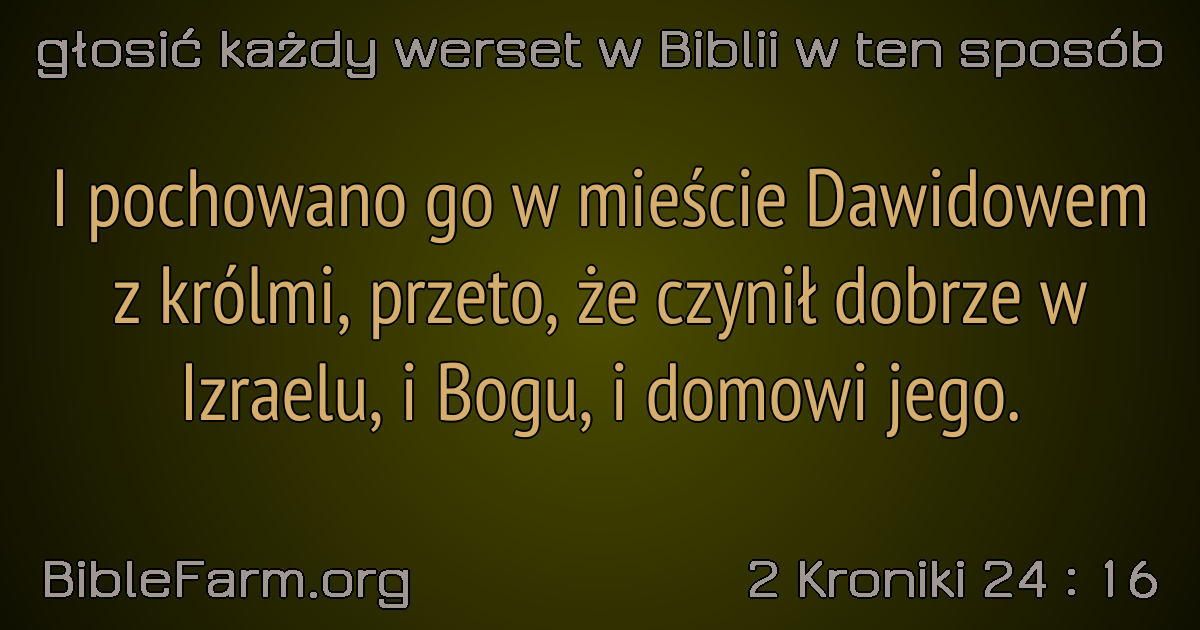 głosić każdy werset w Biblii w ten sposób
I pochowano go w mieście Dawidowem
z królmi, przeto, że czynił dobrze w
Izraelu, i Bogu, i domowi jego.
BibleFarm.org
2 Kroniki 24 : 16